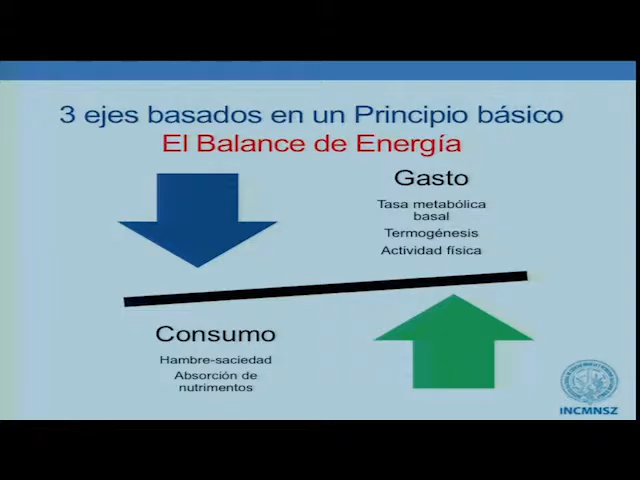 3 ejes basados en un Principio básico
El Balance de Energía
Gasto
Tasa metabólica
basal
Termogénesis
Actividad física
Consumo
Hambre-saciedad
Absorción de
nutrimentos
INCMNSZ